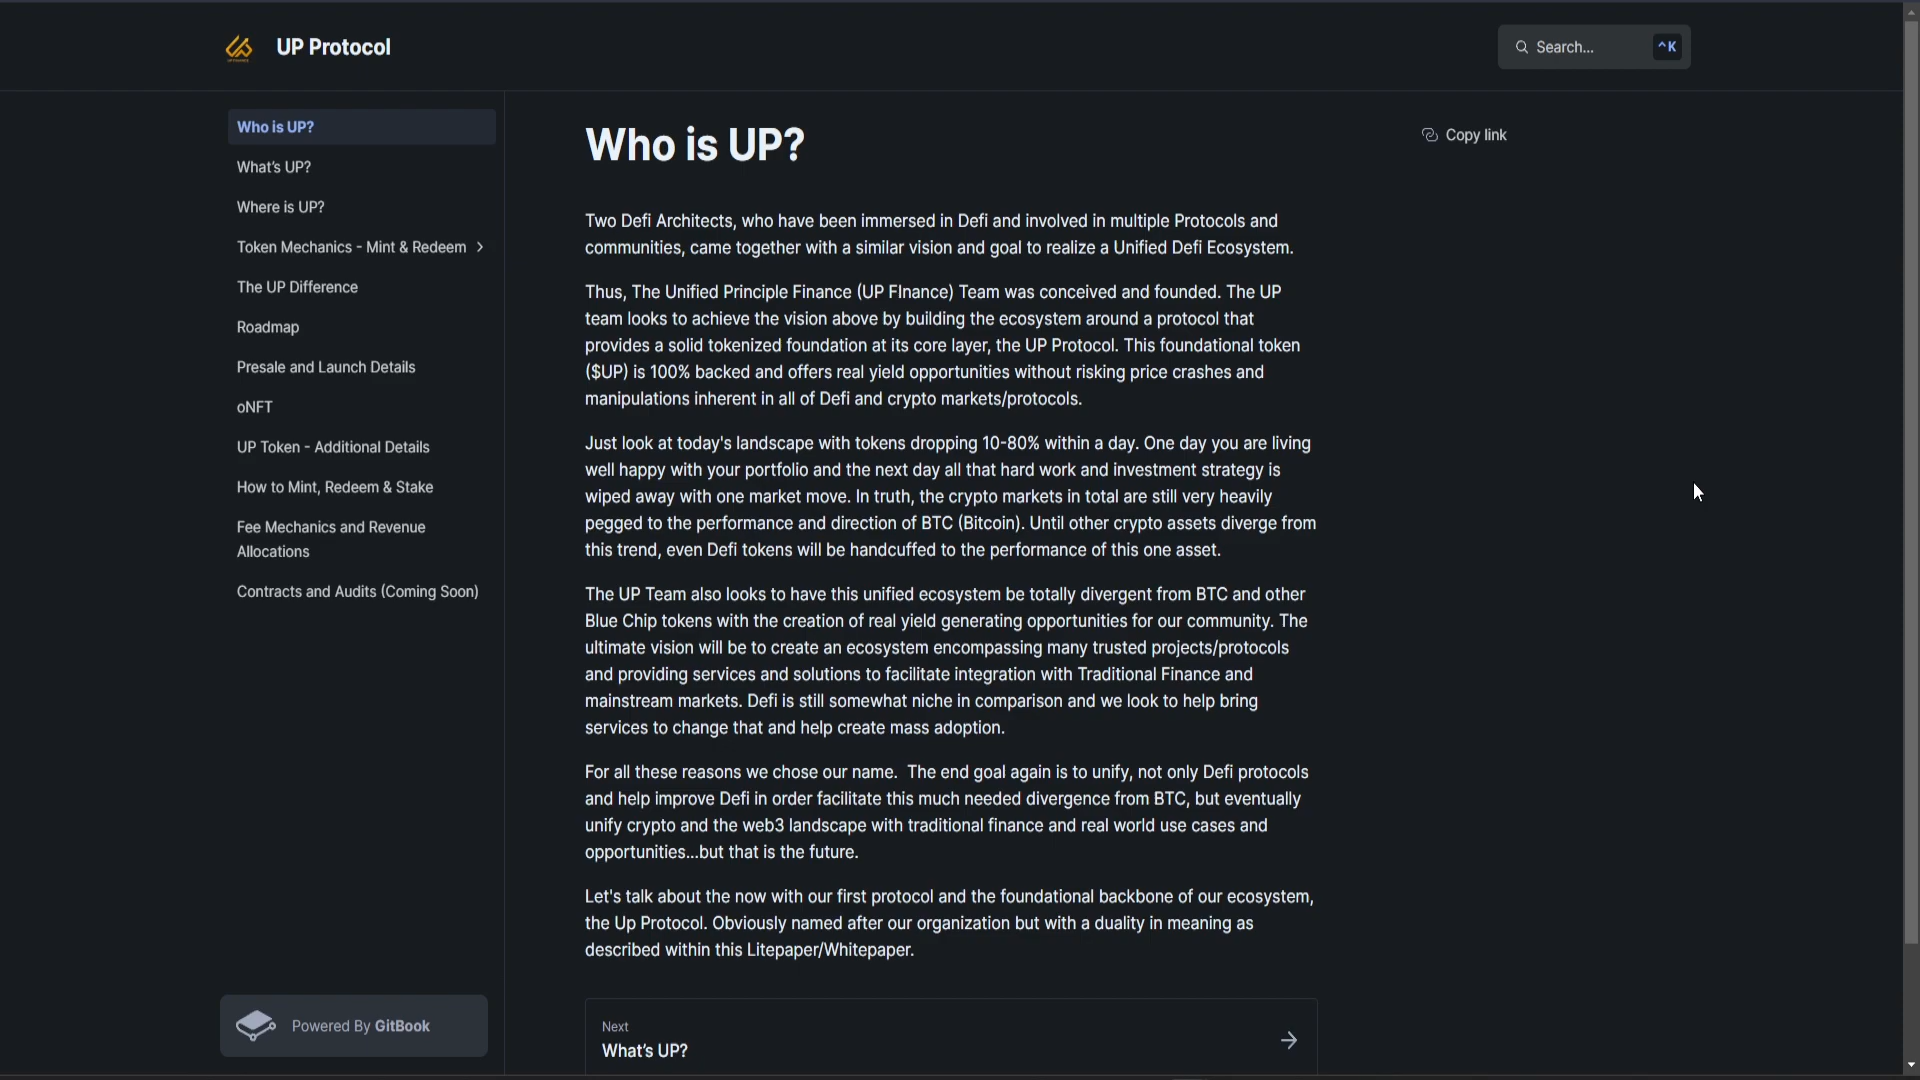 UP Protocol
Search...
^K
Who is UP?
What's UP?
Where is UP?
Token Mechanics - Mint & Redeem
The UP Difference
Roadmap
Presale and Launch Details
oNFT
UP Token - Additional Details
How to Mint, Redeem & Stake
Fee Mechanics and Revenue
Allocations
Contracts and Audits (Coming Soon)
Powered By GitBook
Who is UP?
Copy link
Two Defi Architects, who have been immersed in Defi and involved in multiple Protocols and
communities, came together with a similar vision and goal to realize a Unified Defi Ecosystem.
Thus, The Unified Principle Finance (UP FInance) Team was conceived and founded. The UP
team looks to achieve the vision above by building the ecosystem around a protocol that
provides a solid tokenized foundation at its core layer, the UP Protocol. This foundational token
($UP) is 100% backed and offers real yield opportunities without risking price crashes and
manipulations inherent in all of Defi and crypto markets/protocols.
Just look at today's landscape with tokens dropping 10-80% within a day. One day you are living
well happy with your portfolio and the next day all that hard work and investment strategy is
wiped away with one market move. In truth, the crypto markets in total are still very heavily
pegged to the performance and direction of BTC (Bitcoin). Until other crypto assets diverge from
this trend, even Defi tokens will be handcuffed to the performance of this one asset.
The UP Team also looks to have this unified ecosystem be totally divergent from BTC and other
Blue Chip tokens with the creation of real yield generating opportunities for our community. The
ultimate vision will be to create an ecosystem encompassing many trusted projects/protocols
and providing services and solutions to facilitate integration with Traditional Finance and
mainstream markets. Defi is still somewhat niche in comparison and we look to help bring
services to change that and help create mass adoption.
For all these reasons we chose our name.  The end goal again is to unify, not only Defi protocols
and help improve Defi in order facilitate this much needed divergence from BTC, but eventually
unify crypto and the web3 landscape with traditional finance and real world use cases and
opportunities...but that is the future.
Let's talk about the now with our first protocol and the foundational backbone of our ecosystem,
the Up Protocol. Obviously named after our organization but with a duality in meaning as
described within this Litepaper/Whitepaper.
Next
What's UP?